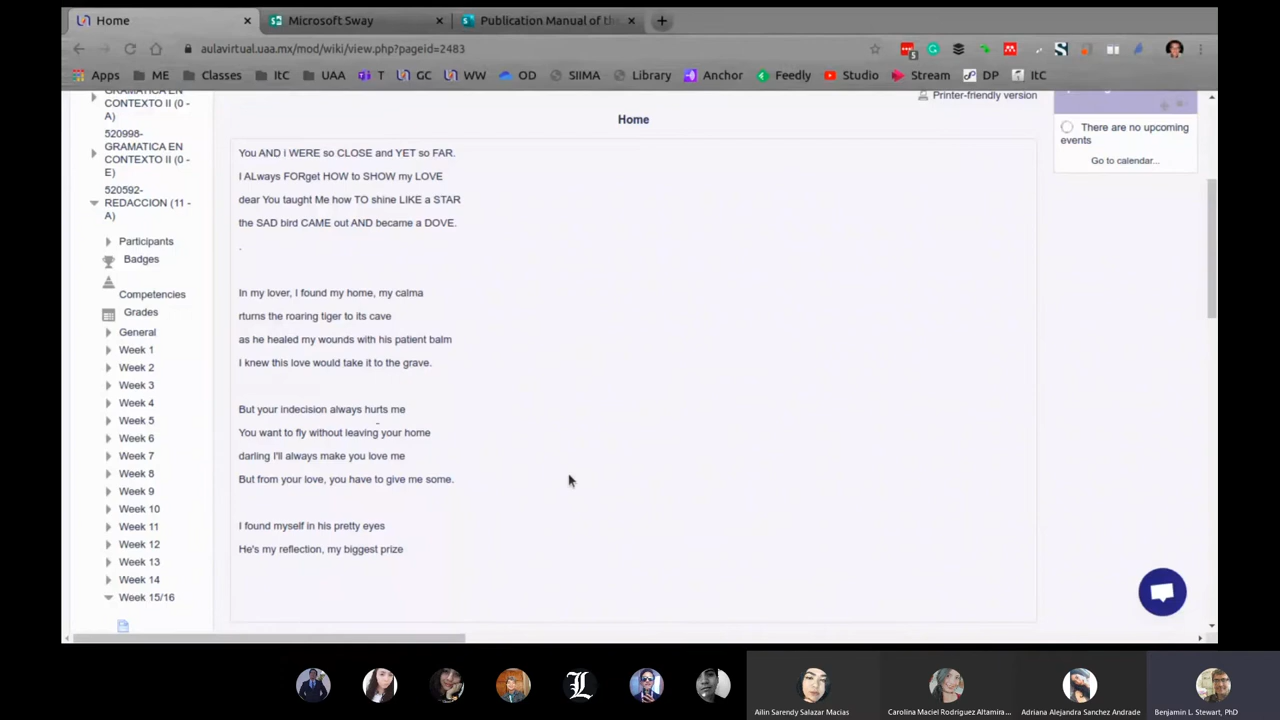 Home
Microsoft Sway
Publication Manual of the
aulavirtual.uaa.mx/mod/wiki/view.php?pageid=2483
5
Apps ME Classes ItC UAA T GC WW OD SIIMA Library Anchor Feedly Studio Stream DP ItC
GRAMATICA EN
CONTEXTO II (0 -
A)
520998-
GRAMATICA EN
CONTEXTO II (0 -
E)
520592-
REDACCION (11 -
A)
Participants
Badges
Competencies
Grades
General
Week 1
Week 2
Week 3
Week 4
Week 5
Week 6
Week 7
Week 8
Week 9
Week 10
Week 11
Week 12
Week 13
Week 14
Week 15/16
Printer-friendly version
Home
You AND i WERE so CLOSE and YET so FAR.
I ALways FORget HOW to SHOW my LOVE
dear You taught Me how TO shine LIKE a STAR
the SAD bird CAME out AND became a DOVE.
.
In my lover, I found my home, my calma
rturns the roaring tiger to its cave
as he healed my wounds with his patient balm
I knew this love would take it to the grave.
But your indecision always hurts me
You want to fly without leaving your home
darling I'll always make you love me
But from your love, you have to give me some.
I found myself in his pretty eyes
He's my reflection, my biggest prize
There are no upcoming
events
Go to calendar...
L
Ailin Sarendy Salazar Macias
Carolina Maciel Rodriguez Altamira...
Adriana Alejandra Sanchez Andrade
Benjamin L. Stewart, PhD